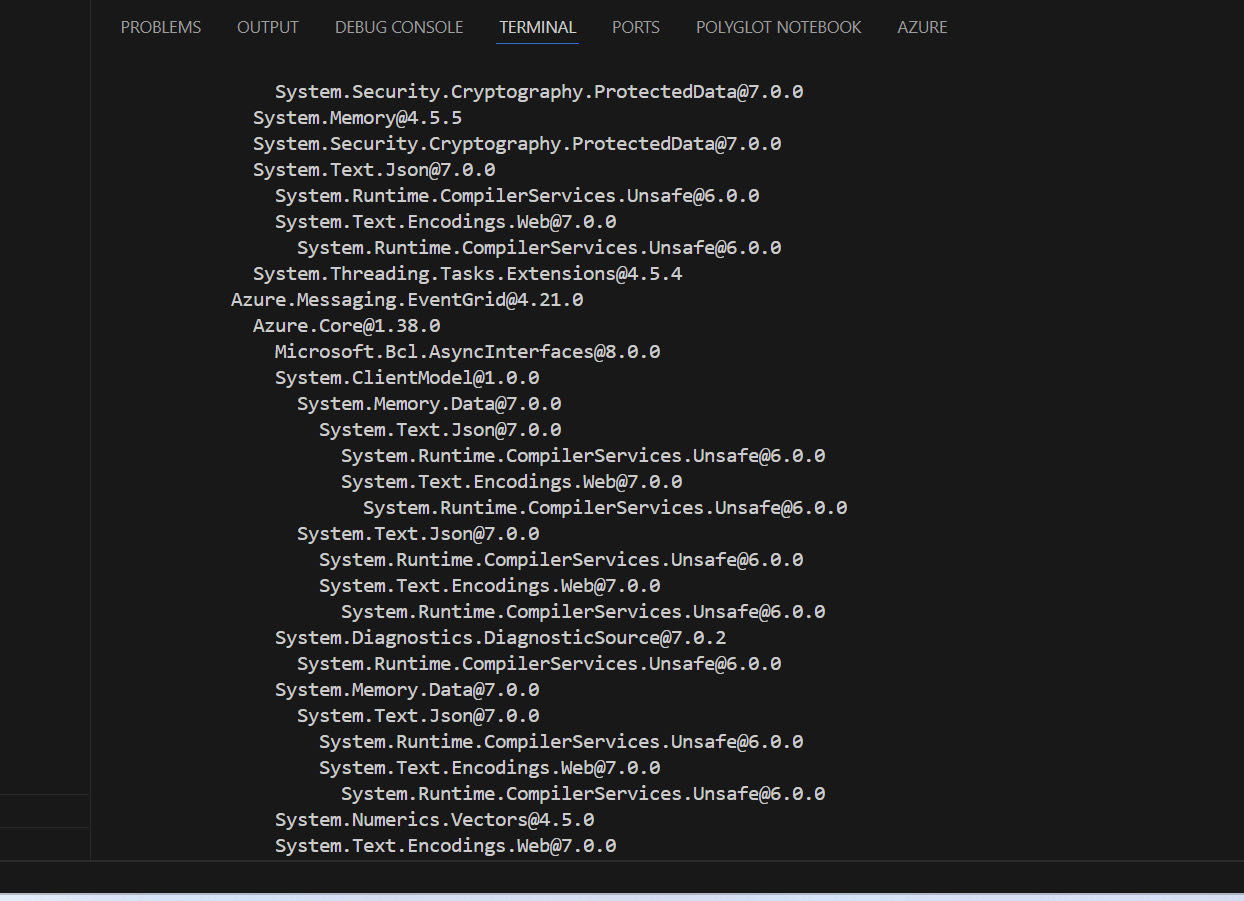 PROBLEMS OUTPUT DEBUG CONSOLE TERMINAL PORTS POLYGLOT NOTEBOOK AZURE
System.Security.Cryptography.ProtectedData@7.0.0
System.Memory@4.5.5
System.Security.Cryptography.ProtectedData@7.0.0
System.Text.Json@7.0.0
System.Runtime.CompilerServices.Unsafe@6.0.0
System.Text.Encodings.Web@7.0.0
System.Runtime.CompilerServices.Unsafe@6.0.0
System.Threading.Tasks.Extensions@4.5.4
Azure.Messaging.EventGrid@4.21.0
Azure.Core@1.38.0
Microsoft.Bcl.AsyncInterfaces@8.0.0
System.ClientModel@1.0.0
System.Memory.Data@7.0.0
System.Text.Json@7.0.0
System.Runtime.CompilerServices.Unsafe@6.0.0
System.Text.Encodings.Web@7.0.0
System.Runtime.CompilerServices.Unsafe@6.0.0
System.Text.Json@7.0.0
System.Runtime.CompilerServices.Unsafe@6.0.0
System.Text.Encodings.Web@7.0.0
System.Runtime.CompilerServices.Unsafe@6.0.0
System.Diagnostics.DiagnosticSource@7.0.2
System.Runtime.CompilerServices.Unsafe@6.0.0
System.Memory.Data@7.0.0
System.Text.Json@7.0.0
System.Runtime.CompilerServices.Unsafe@6.0.0
System.Text.Encodings.Web@7.0.0
System.Runtime.CompilerServices.Unsafe@6.0.0
System.Numerics.Vectors@4.5.0
System.Text.Encodings.Web@7.0.0